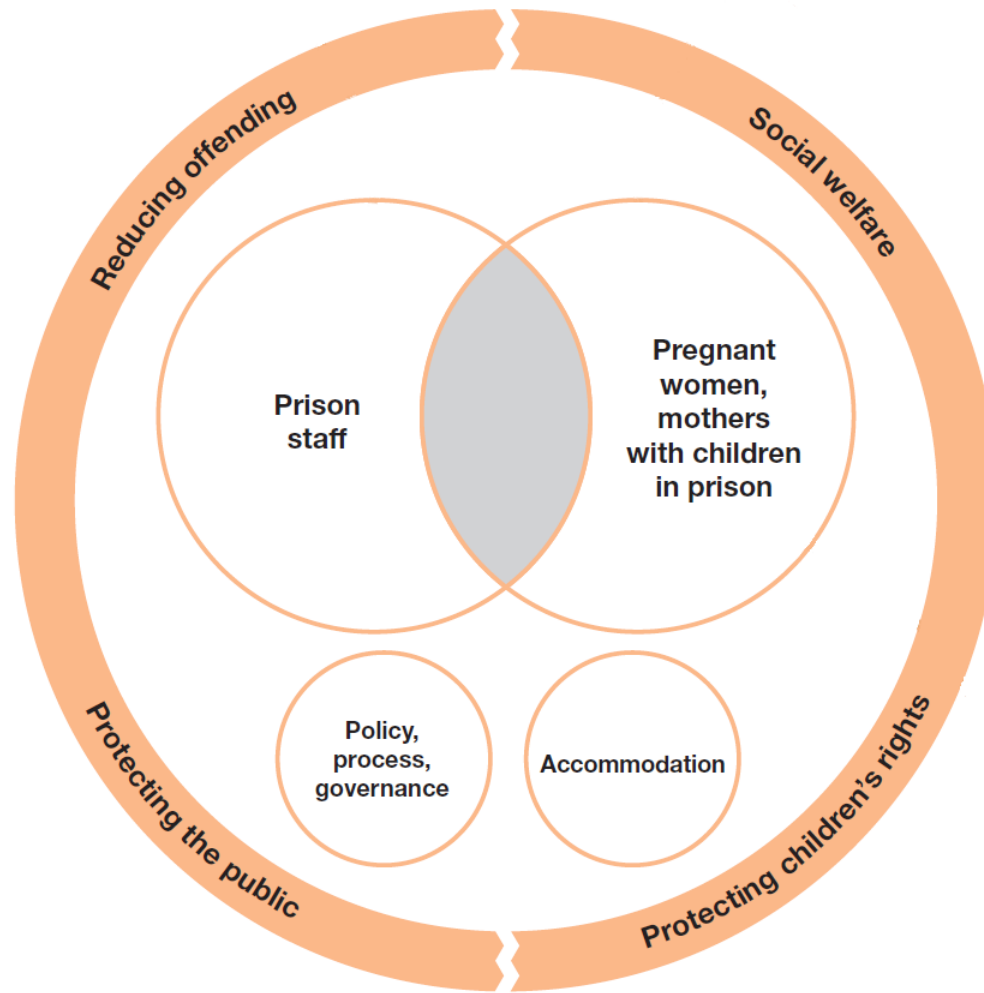 Reducing offending
Social welfare
Prison
staff
Pregnant
women,
mothers
with children
in prison
Policy,
process,
governance
Accommodation
Protecting the public
Protecting children’s rights